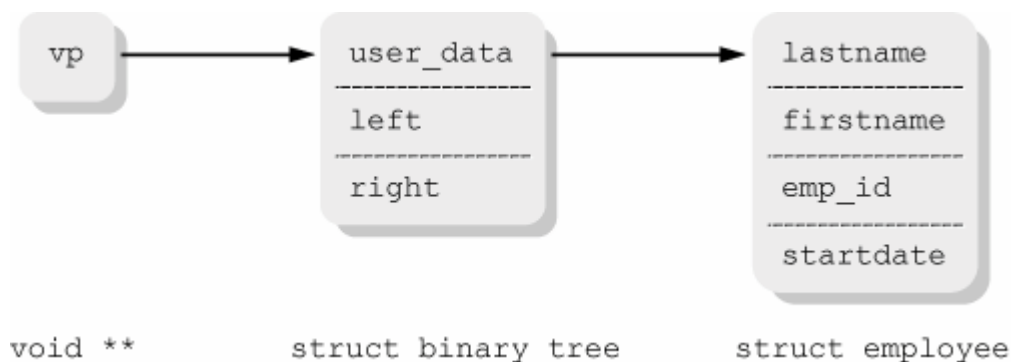 vp
user_data
left
right
lastname
firstname
emp_id
startdate
void **
struct binary tree
struct employee